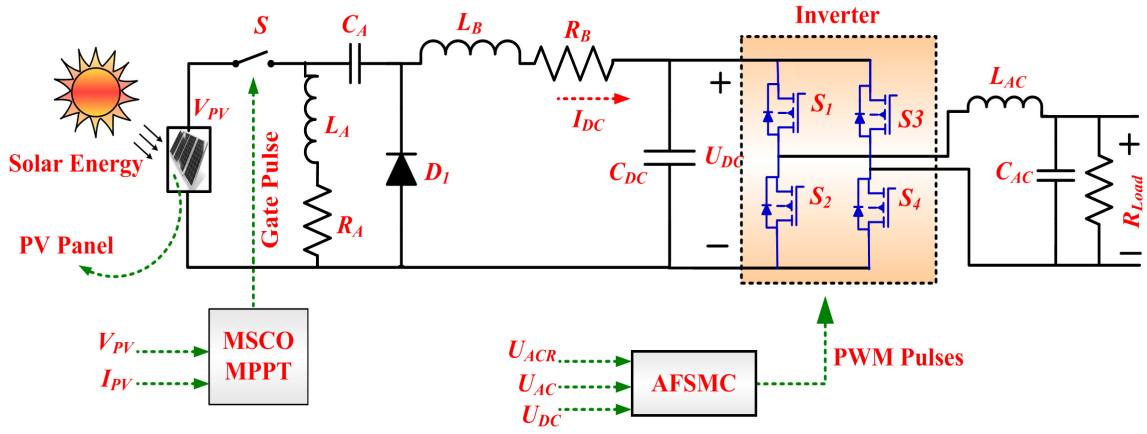 Inverter
S
C_A
L_B
R_B
V_PV
L_A
Solar Energy
Gate Pulse
D_1
R_A
I_DC
C_DC
U_DC
+
−
S_1
S3
S_2
S_4
L_AC
C_AC
R_Load
+
−
PV Panel
V_PV
I_PV
MSCO
MPPT
U_ACR
U_AC
U_DC
AFSMC
PWM Pulses